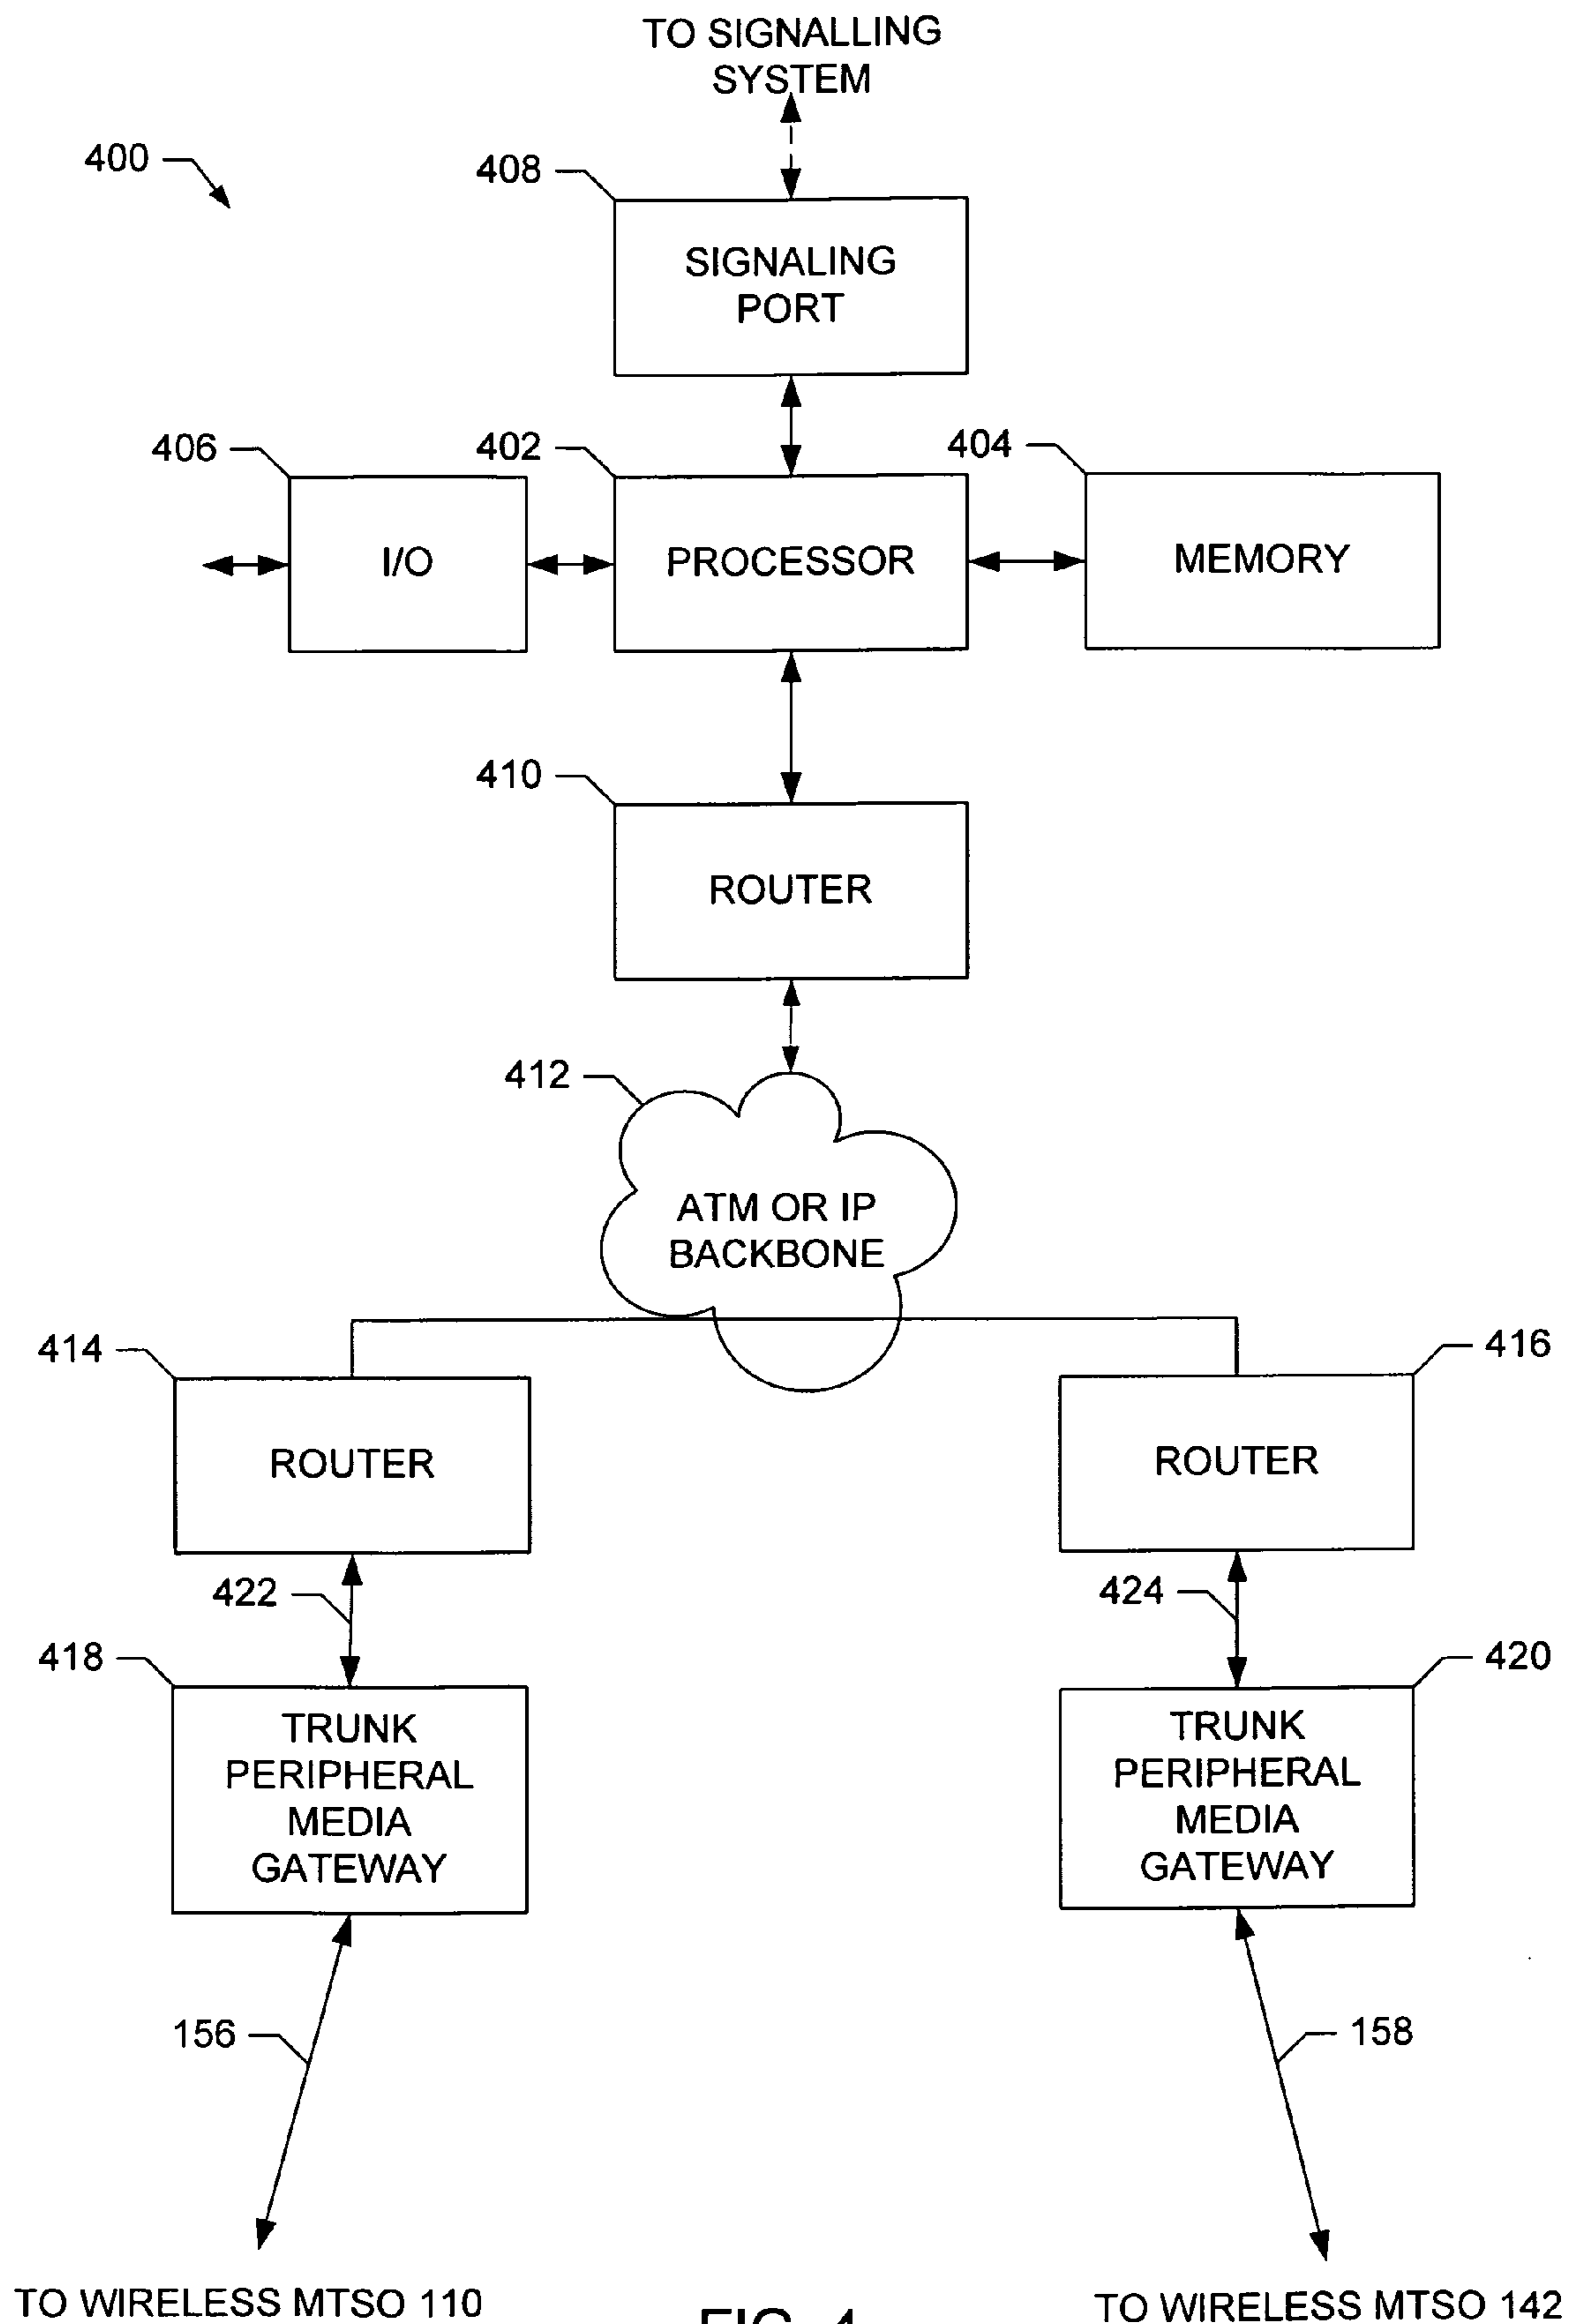 TO SIGNALLING
SYSTEM
400
408
SIGNALING
PORT
406
402
404
I/O
PROCESSOR
MEMORY
410
ROUTER
412
ATM OR IP
BACKBONE
414
416
ROUTER
ROUTER
422
424
418
420
TRUNK
PERIPHERAL
MEDIA
GATEWAY
TRUNK
PERIPHERAL
MEDIA
GATEWAY
156
158
TO WIRELESS MTSO 110
TO WIRELESS MTSO 142
FIG. 4